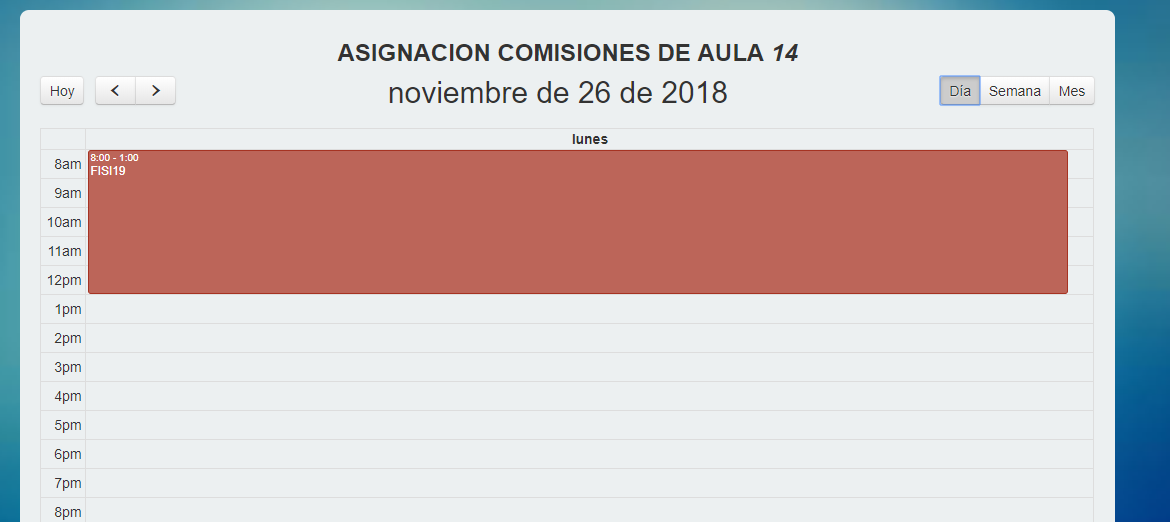 ASIGNACION COMISIONES DE AULA 14
Hoy
noviembre de 26 de 2018
Día Semana Mes
lunes
8am
8:00 - 1:00
FISI19
9am
10am
11am
12pm
1pm
2pm
3pm
4pm
5pm
6pm
7pm
8pm